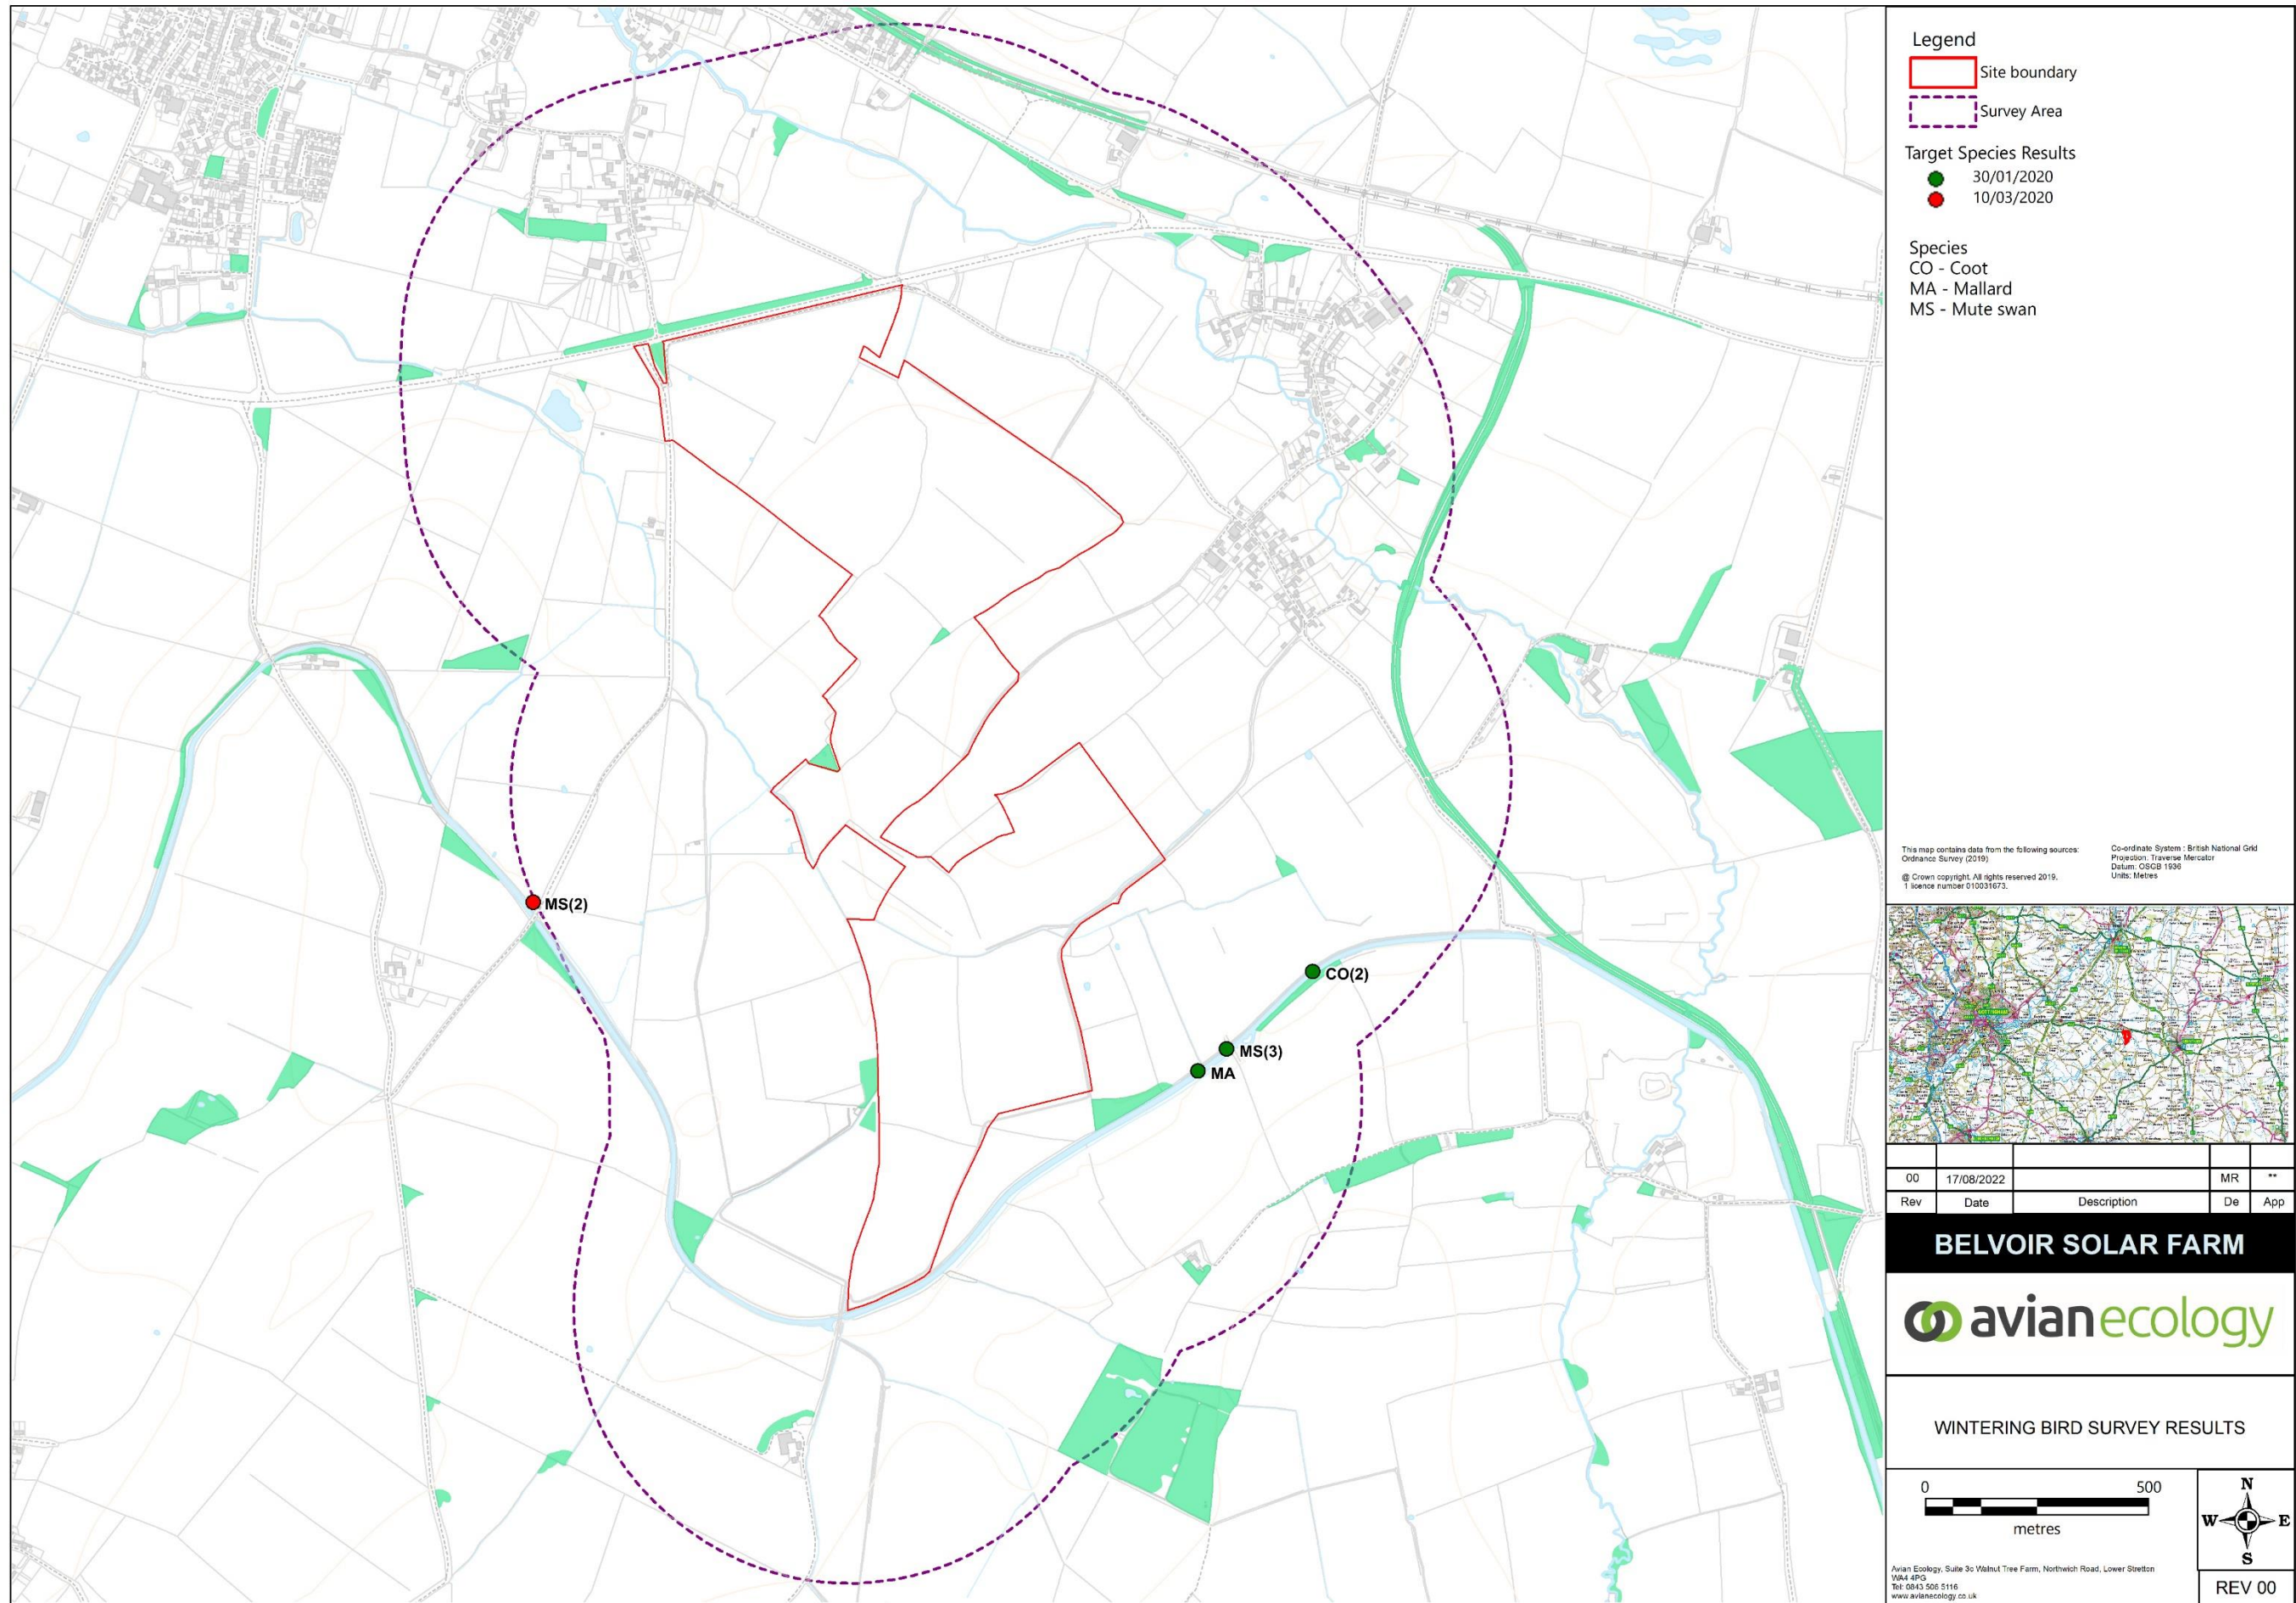 Legend
Site boundary
Survey Area
Target Species Results
30/01/2020
10/03/2020
Species
CO - Coot
MA - Mallard
MS - Mute swan
MS(2)
CO(2)
MS(3)
MA
This map contains data from the following sources:
Ordnance Survey (2019)
@ Crown copyright. All rights reserved 2019.
1 licence number 010031673.
Co-ordinate System : British National Grid
Projection: Traverse Mercator
Datum: OSGB 1936
Units: Metres
00 17/08/2022 MR **
Rev Date Description De App
BELVOIR SOLAR FARM
avianecology
WINTERING BIRD SURVEY RESULTS
0 500
metres
N
W E
S
Avian Ecology, Suite 3c Walnut Tree Farm, Northwich Road, Lower Stretton
WA4 4PG
Tel: 0843 506 5116
www.avianecology.co.uk
REV 00